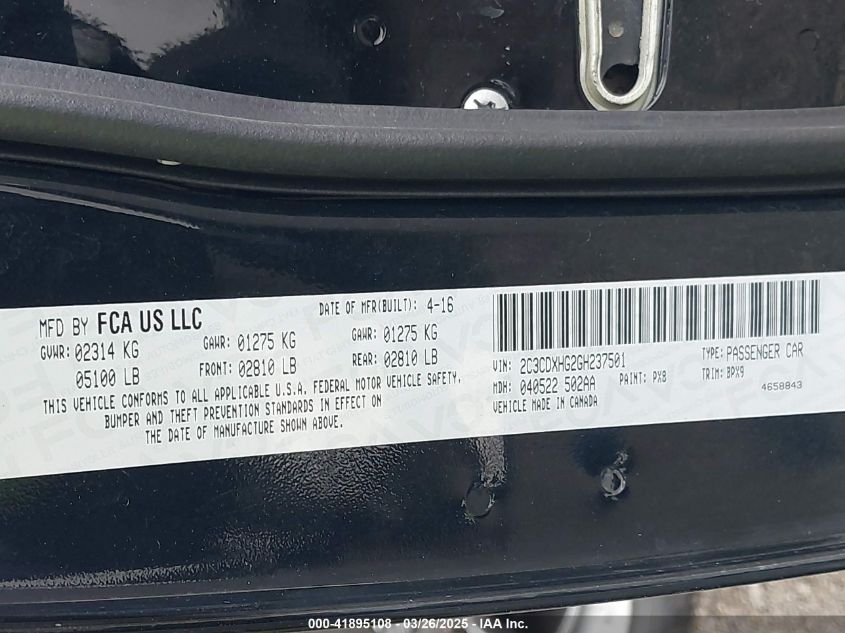 MFD BY FCA US LLC
DATE OF MFR(BUILT): 4-16
GVWR: 02314 KG
05100 LB
GAWR: 01275 KG
FRONT: 02810 LB
GAWR: 01275 KG
REAR: 02810 LB
THIS VEHICLE CONFORMS TO ALL APPLICABLE U.S.A. FEDERAL MOTOR VEHICLE SAFETY,
BUMPER AND THEFT PREVENTION STANDARDS IN EFFECT ON
THE DATE OF MANUFACTURE SHOWN ABOVE.
VIN: 2C3CDXHG2GH237501
TYPE: PASSENGER CAR
MDH: 040522 502AA
PAINT: PX8
TRIM: BPX9
VEHICLE MADE IN CANADA
4658843
000-41895108 - 03/26/2025 - IAA Inc.